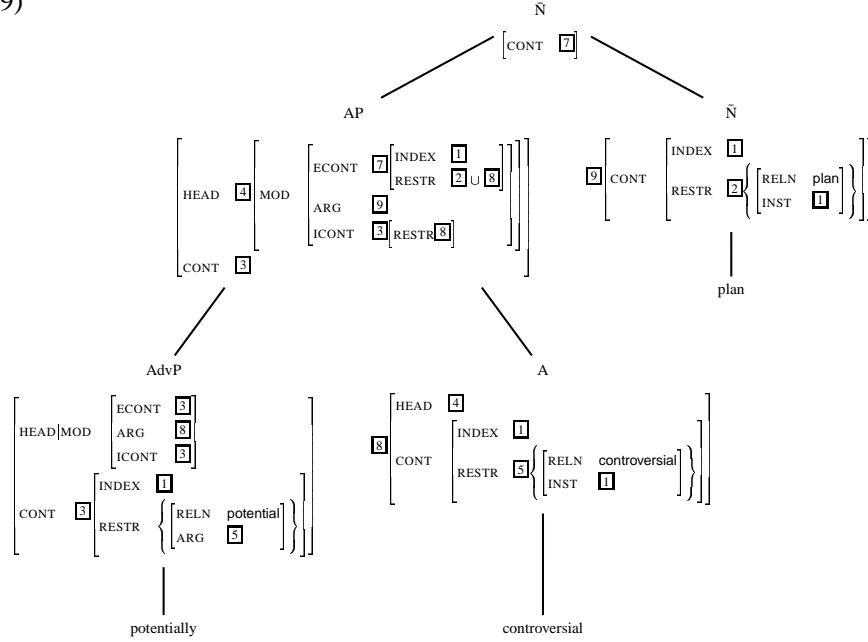 9)
N̄
[CONT 7]
AP
N̄
HEAD 4 [MOD [ECONT 7 [INDEX 1
RESTR 2 ∪ 8]
ARG 9
ICONT 3 [RESTR 8]]]
CONT 3
9 [CONT [INDEX 1
RESTR 2 {[RELN plan
INST 1]}]]
plan
AdvP
A
HEAD|MOD [ECONT 3
ARG 8
ICONT 3]
CONT 3 [INDEX 1
RESTR {[RELN potential
ARG 5]}]
8 [HEAD 4
CONT [INDEX 1
RESTR 5 {[RELN controversial
INST 1]}]]
potentially
controversial